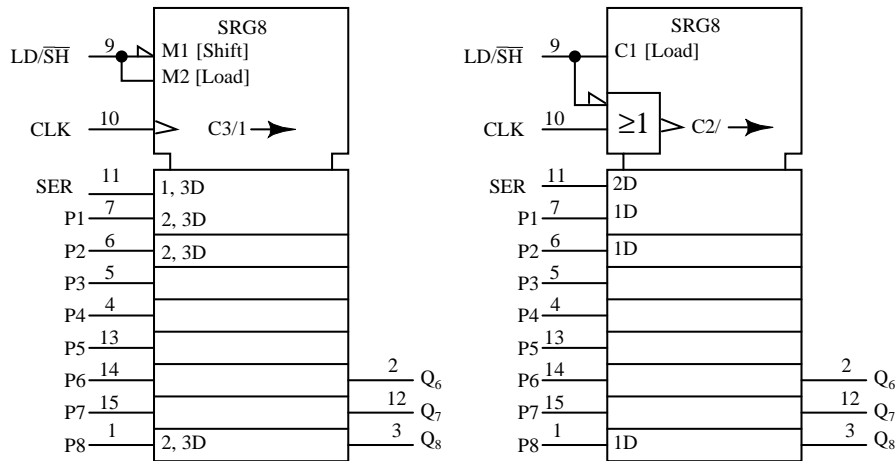 SRG8
LD/S̅H̅ 9 M1 [Shift]
M2 [Load]
CLK 10 C3/1
SER 11 1, 3D
P1 7 2, 3D
P2 6 2, 3D
P3 5
P4 4
P5 13
P6 14 2 Q6
P7 15 12 Q7
P8 1 2, 3D 3 Q8
SRG8
LD/S̅H̅ 9 C1 [Load]
CLK 10 ≥1 C2/
SER 11 2D
P1 7 1D
P2 6 1D
P3 5
P4 4
P5 13
P6 14 2 Q6
P7 15 12 Q7
P8 1 1D 3 Q8